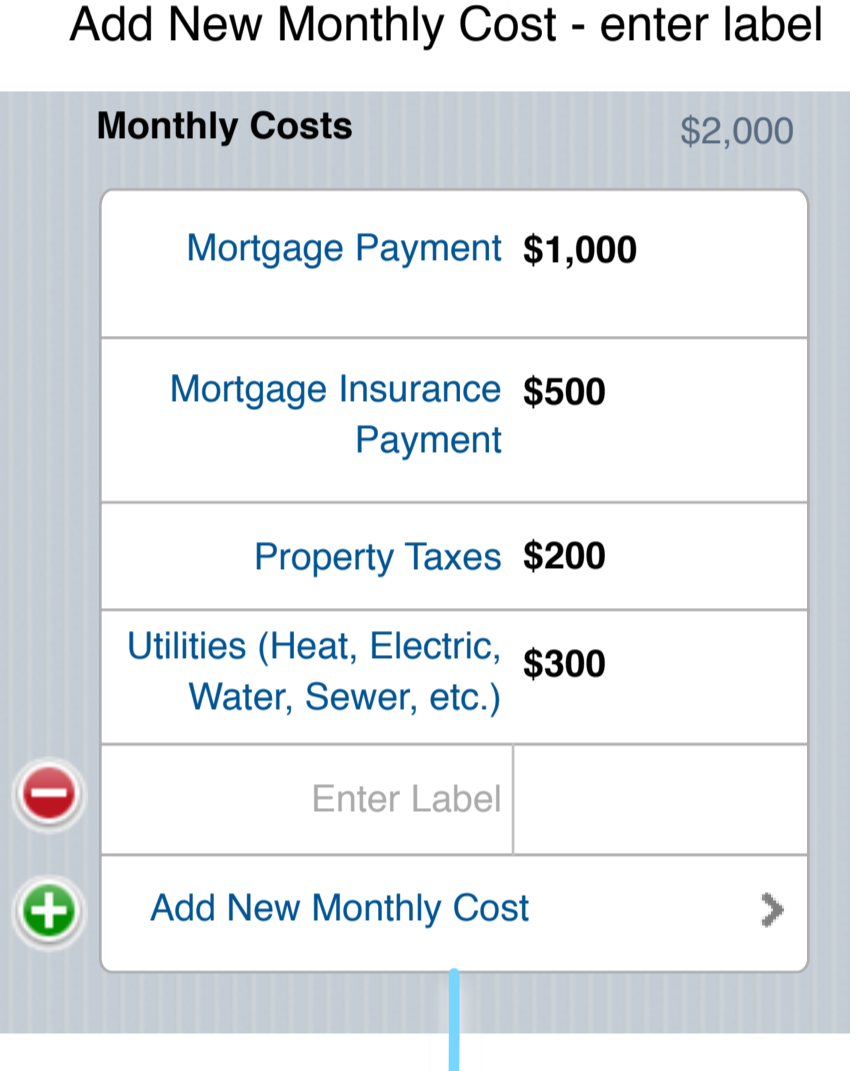 Add New Monthly Cost - enter label
Monthly Costs $2,000
Mortgage Payment $1,000
Mortgage Insurance $500
Payment
Property Taxes $200
Utilities (Heat, Electric, $300
Water, Sewer, etc.)
Enter Label
Add New Monthly Cost